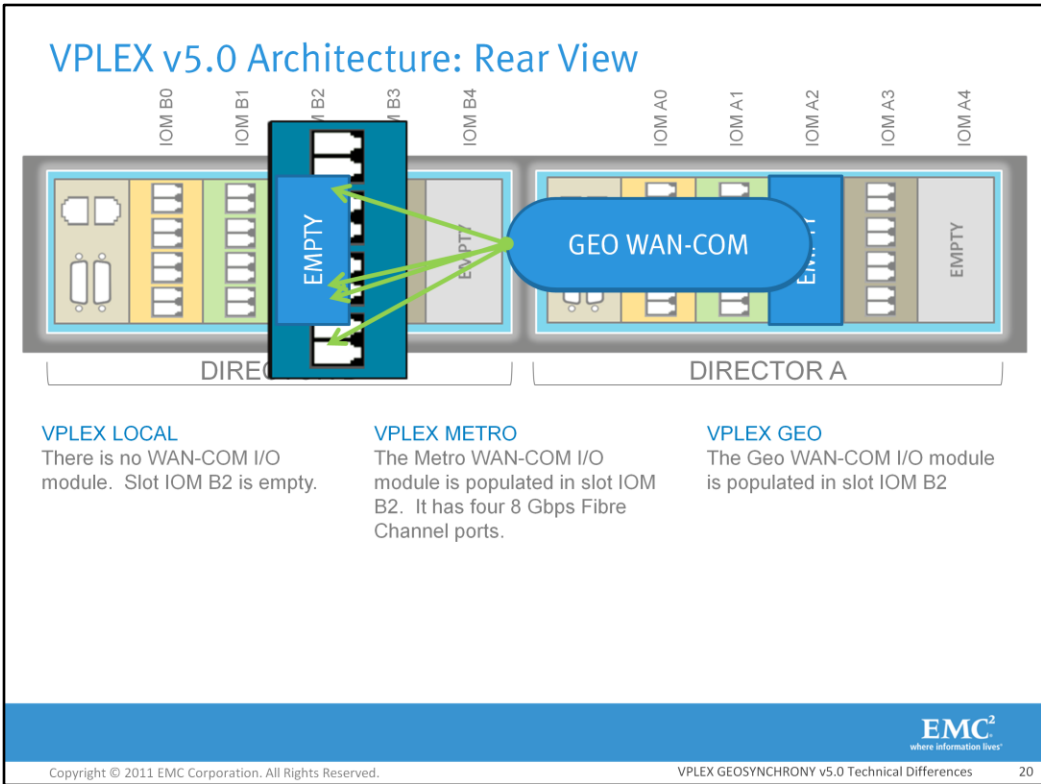 VPLEX v5.0 Architecture: Rear View
IOM B0
IOM B1
B2
B3
IOM B4
IOM A0
IOM A1
IOM A2
IOM A3
IOM A4
EMPTY
EMPTY
GEO WAN-COM
EMPTY
EMPTY
DIREC
DIRECTOR A
VPLEX LOCAL
There is no WAN-COM I/O
module. Slot IOM B2 is empty.
VPLEX METRO
The Metro WAN-COM I/O
module is populated in slot IOM
B2. It has four 8 Gbps Fibre
Channel ports.
VPLEX GEO
The Geo WAN-COM I/O module
is populated in slot IOM B2
EMC²
where information lives®
Copyright © 2011 EMC Corporation. All Rights Reserved.
VPLEX GEOSYNCHRONY v5.0 Technical Differences 20